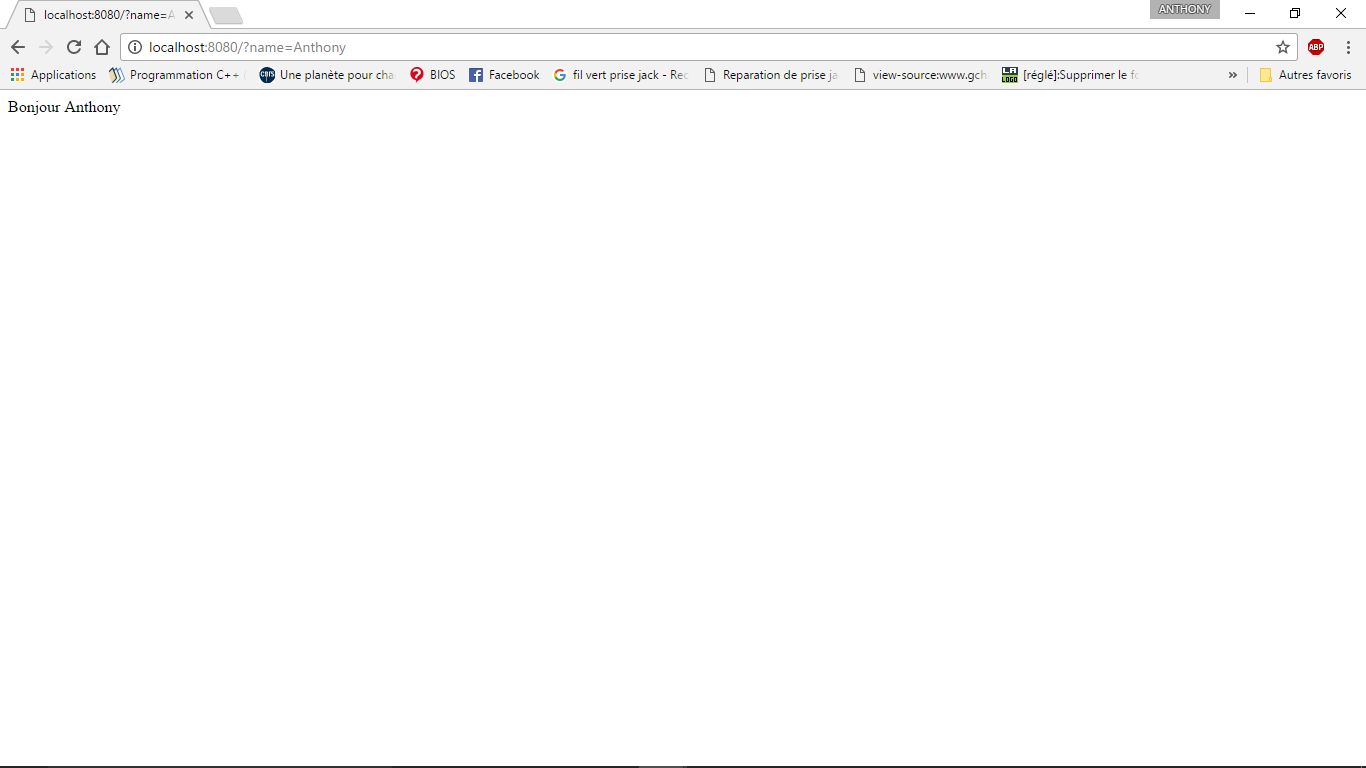 localhost:8080/?name=A
ANTHONY
localhost:8080/?name=Anthony
ABP
Applications
Programmation C++
Une planète pour cha
BIOS
Facebook
fil vert prise jack - Rec
Reparation de prise ja
view-source:www.gch
[réglé]:Supprimer le fo
»
Autres favoris
Bonjour Anthony